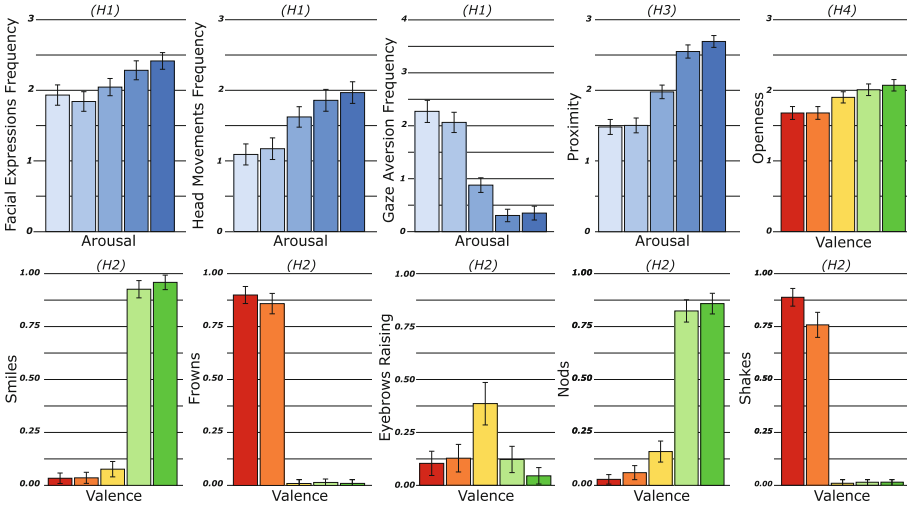 (H1)
3
2
1
0
Facial Expressions Frequency
Arousal
(H1)
3
2
1
0
Head Movements Frequency
Arousal
(H1)
4
3
2
1
0
Gaze Aversion Frequency
Arousal
(H3)
3
2
1
0
Proximity
Arousal
(H4)
3
2
1
0
Openness
Valence
(H2)
1.00
0.75
0.50
0.25
0.00
Smiles
Valence
(H2)
1.00
0.75
0.50
0.25
0.00
Frowns
Valence
(H2)
1.00
0.75
0.50
0.25
0.00
Eyebrows Raising
Valence
(H2)
1.00
0.75
0.50
0.25
0.00
Nods
Valence
(H2)
1.00
0.75
0.50
0.25
0.00
Shakes
Valence